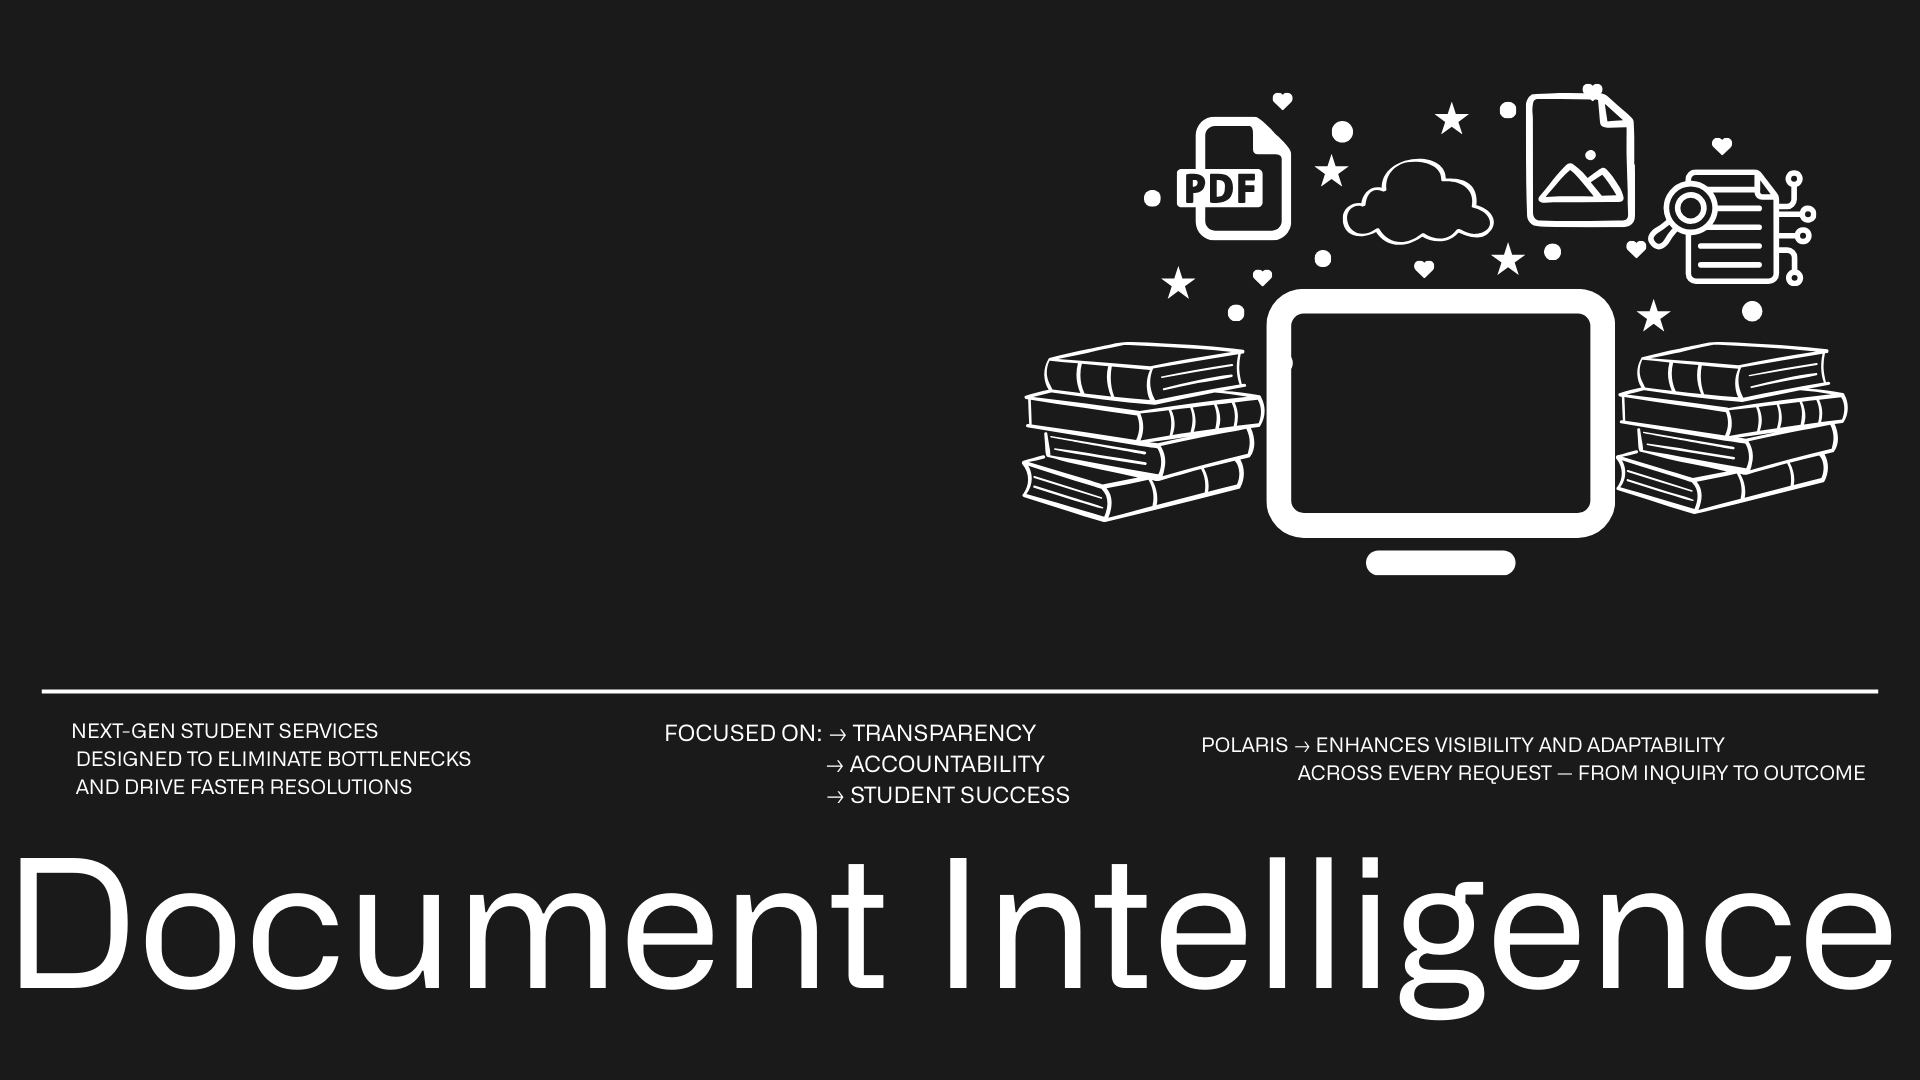 PDF
NEXT-GEN STUDENT SERVICES
DESIGNED TO ELIMINATE BOTTLENECKS
AND DRIVE FASTER RESOLUTIONS
FOCUSED ON: → TRANSPARENCY
→ ACCOUNTABILITY
→ STUDENT SUCCESS
POLARIS → ENHANCES VISIBILITY AND ADAPTABILITY
ACROSS EVERY REQUEST — FROM INQUIRY TO OUTCOME
Document Intelligence